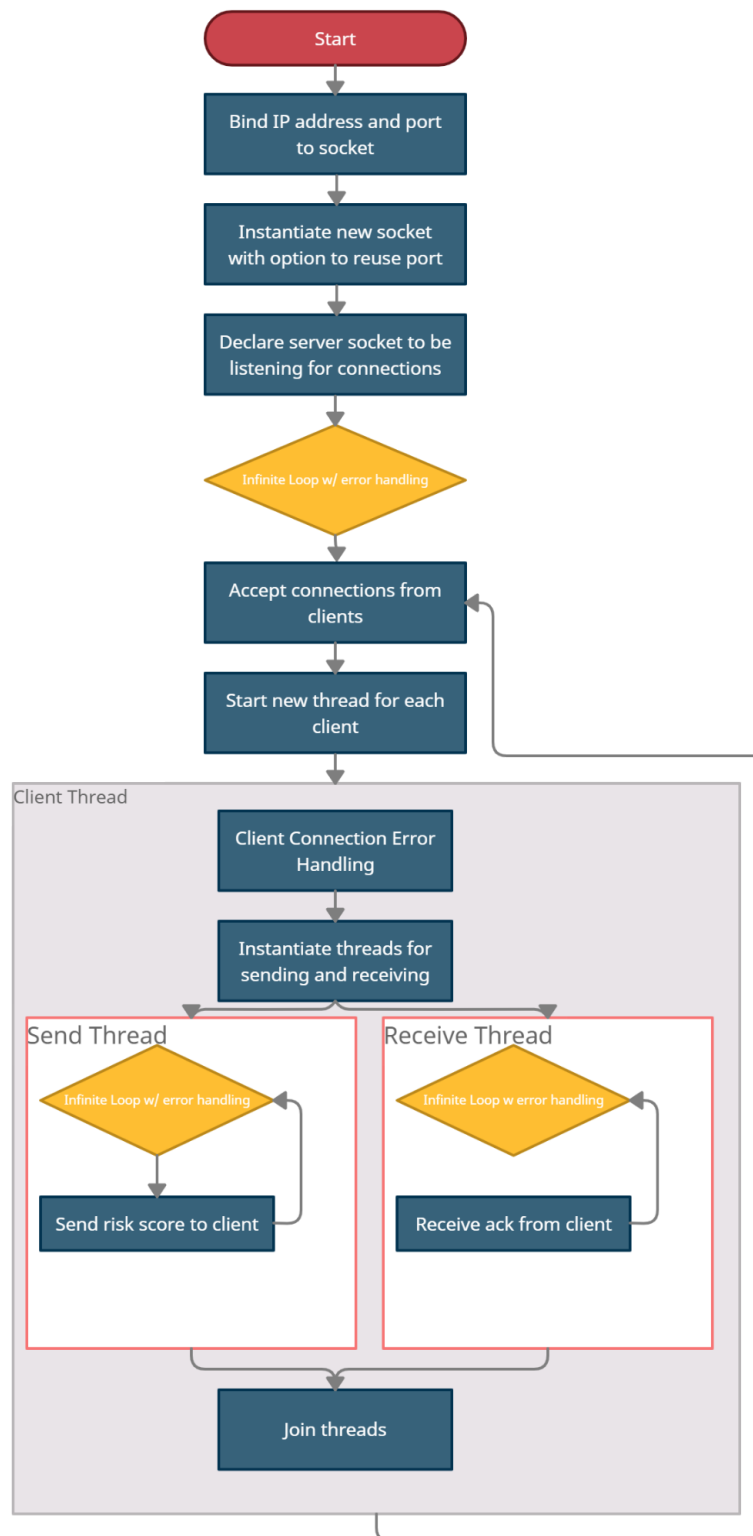 Start
Bind IP address and port
to socket
Instantiate new socket
with option to reuse port
Declare server socket to be
listening for connections
Infinite Loop w/ error handling
Accept connections from
clients
Start new thread for each
client
Client Thread
Client Connection Error
Handling
Instantiate threads for
sending and receiving
Send Thread
Infinite Loop w/ error handling
Send risk score to client
Receive Thread
Infinite Loop w error handling
Receive ack from client
Join threads